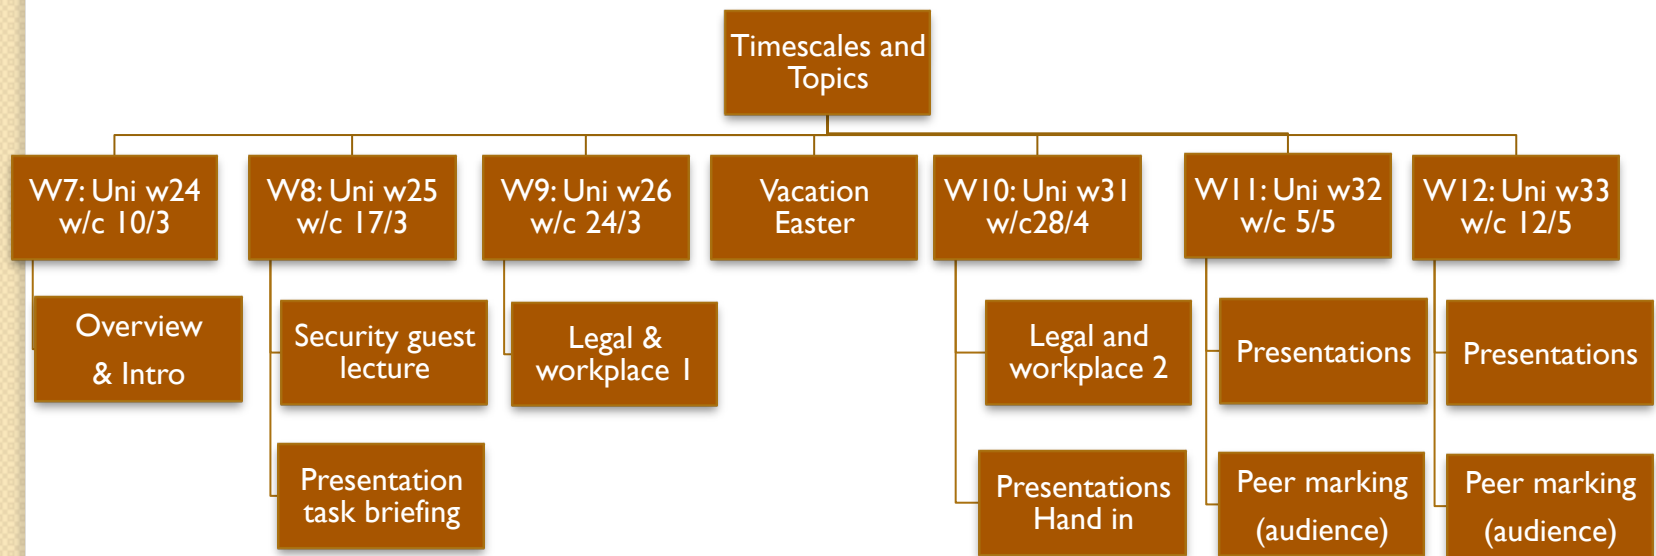 Timescales and
Topics
W7: Uni w24
w/c 10/3
W8: Uni w25
w/c 17/3
W9: Uni w26
w/c 24/3
Vacation
Easter
W10: Uni w31
w/c28/4
W11: Uni w32
w/c 5/5
W12: Uni w33
w/c 12/5
Overview
& Intro
Security guest
lecture
Presentation
task briefing
Legal &
workplace 1
Legal and
workplace 2
Presentations
Hand in
Presentations
Peer marking
(audience)
Presentations
Peer marking
(audience)